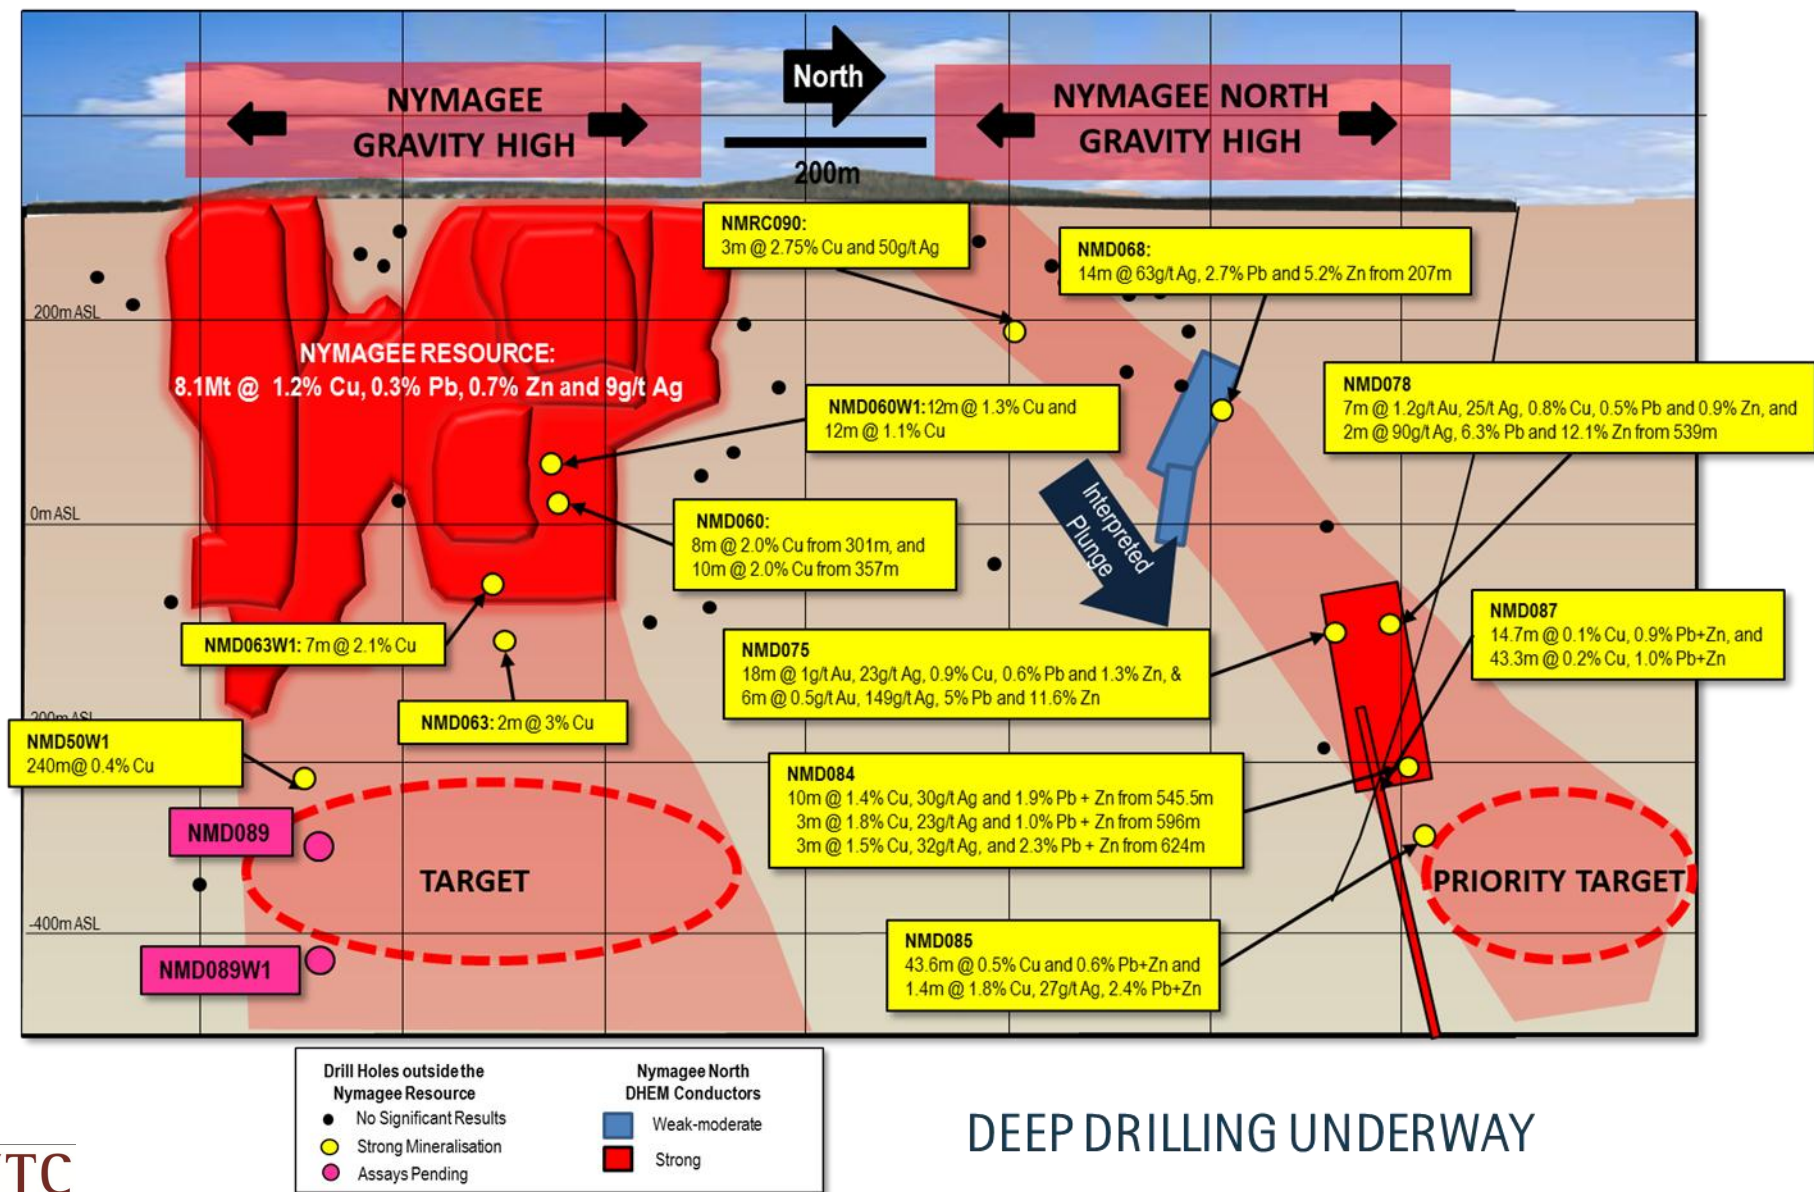 NYMAGEE
GRAVITY HIGH
North
200m
NYMAGEE NORTH
GRAVITY HIGH
NMRC090:
3m @ 2.75% Cu and 50g/t Ag
NMD068:
14m @ 63g/t Ag, 2.7% Pb and 5.2% Zn from 207m
200m ASL
NYMAGEE RESOURCE:
8.1Mt @ 1.2% Cu, 0.3% Pb, 0.7% Zn and 9g/t Ag
NMD078
7m @ 1.2g/t Au, 25/t Ag, 0.8% Cu, 0.5% Pb and 0.9% Zn, and
2m @ 90g/t Ag, 6.3% Pb and 12.1% Zn from 539m
NMD060W1: 12m @ 1.3% Cu and
12m @ 1.1% Cu
0m ASL
NMD060:
8m @ 2.0% Cu from 301m, and
10m @ 2.0% Cu from 357m
Interpreted
Plunge
NMD087
14.7m @ 0.1% Cu, 0.9% Pb+Zn, and
43.3m @ 0.2% Cu, 1.0% Pb+Zn
NMD063W1: 7m @ 2.1% Cu
NMD075
18m @ 1g/t Au, 23g/t Ag, 0.9% Cu, 0.6% Pb and 1.3% Zn, &
6m @ 0.5g/t Au, 149g/t Ag, 5% Pb and 11.6% Zn
NMD063: 2m @ 3% Cu
200m ASL
NMD50W1
240m @ 0.4% Cu
NMD084
10m @ 1.4% Cu, 30g/t Ag and 1.9% Pb + Zn from 545.5m
3m @ 1.8% Cu, 23g/t Ag and 1.0% Pb + Zn from 596m
3m @ 1.5% Cu, 32g/t Ag, and 2.3% Pb + Zn from 624m
NMD089
TARGET
PRIORITY TARGET
-400m ASL
NMD085
43.6m @ 0.5% Cu and 0.6% Pb+Zn and
1.4m @ 1.8% Cu, 27g/t Ag, 2.4% Pb+Zn
NMD089W1
Drill Holes outside the
Nymagee Resource
No Significant Results
Strong Mineralisation
Assays Pending
Nymagee North
DHEM Conductors
Weak-moderate
Strong
DEEP DRILLING UNDERWAY
TC